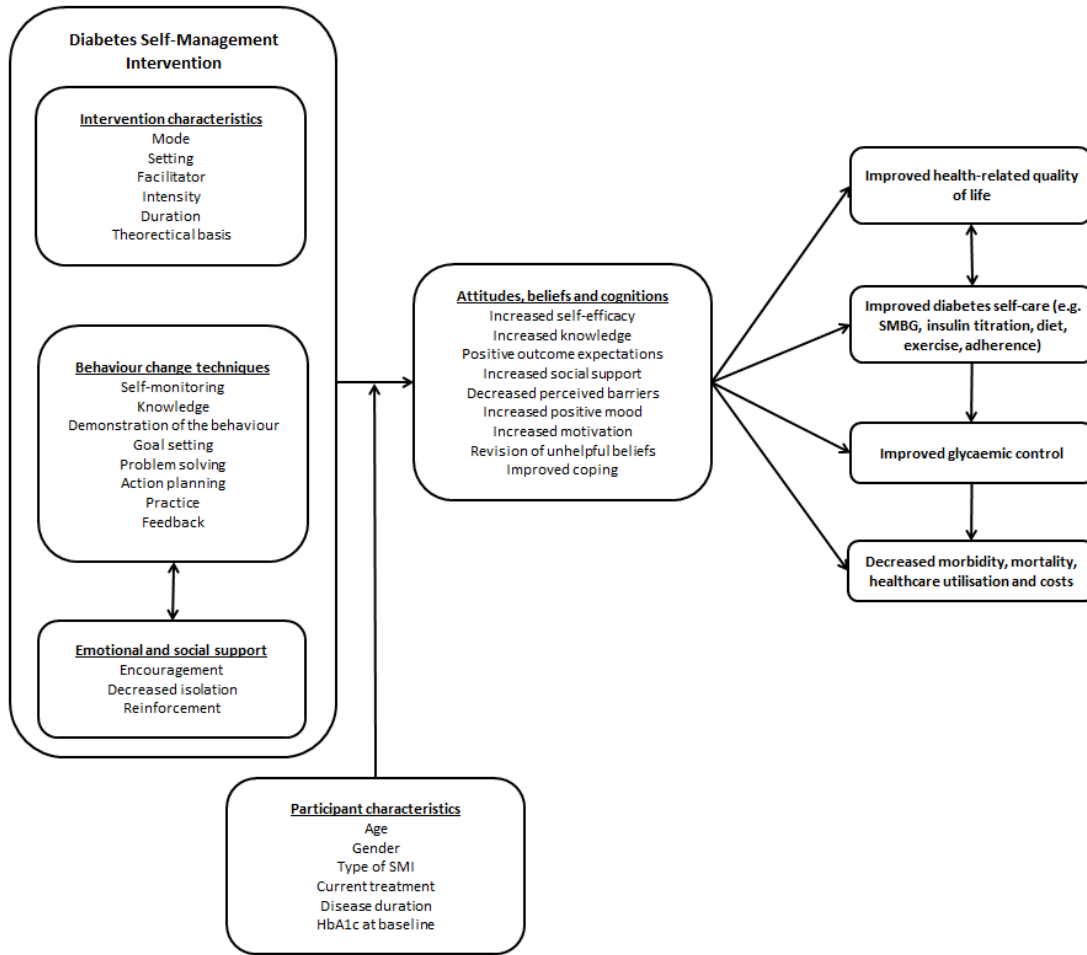 Diabetes Self-Management
Intervention
Intervention characteristics
Mode
Setting
Facilitator
Intensity
Duration
Theorectical basis
Behaviour change techniques
Self-monitoring
Knowledge
Demonstration of the behaviour
Goal setting
Problem solving
Action planning
Practice
Feedback
Emotional and social support
Encouragement
Decreased isolation
Reinforcement
Participant characteristics
Age
Gender
Type of SMI
Current treatment
Disease duration
HbA1c at baseline
Attitudes, beliefs and cognitions
Increased self-efficacy
Increased knowledge
Positive outcome expectations
Increased social support
Decreased perceived barriers
Increased positive mood
Increased motivation
Revision of unhelpful beliefs
Improved coping
Improved health-related quality
of life
Improved diabetes self-care (e.g.
SMBG, insulin titration, diet,
exercise, adherence)
Improved glycaemic control
Decreased morbidity, mortality,
healthcare utilisation and costs